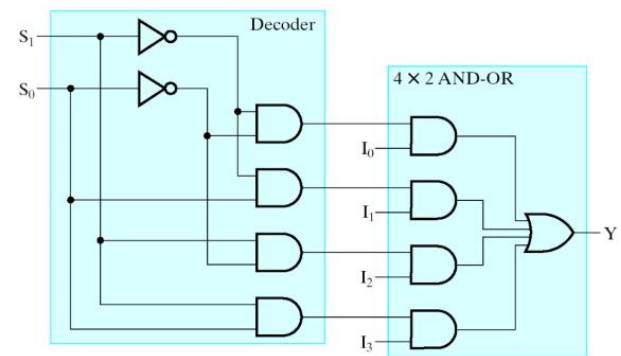 Decoder
S₁
S₀
4 × 2 AND-OR
I₀
I₁
Y
I₂
I₃